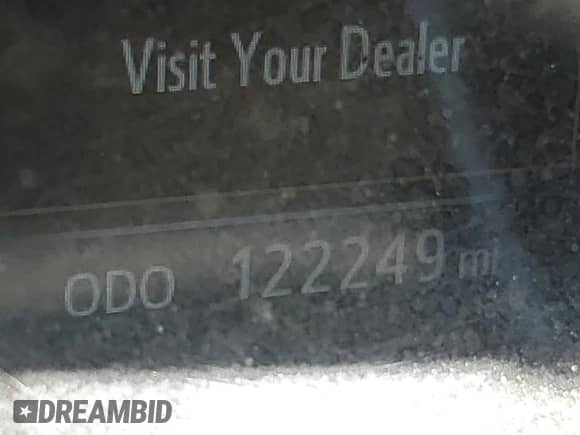 Visit Your Dealer
ODO 122249 mi
DREAMBID